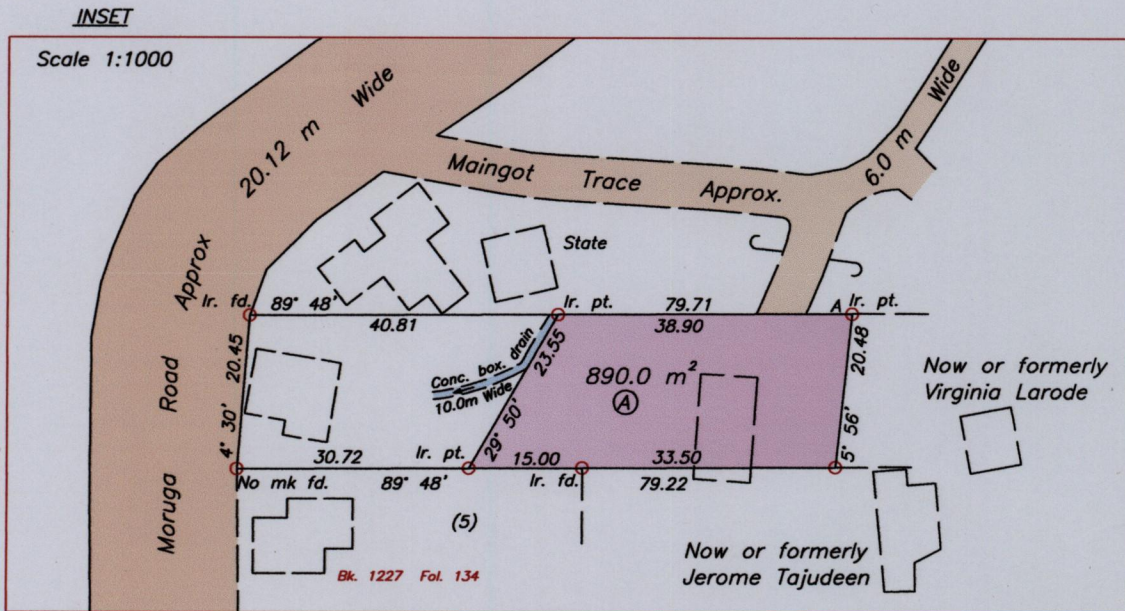 INSET
Scale 1:1000
20.12 m Wide
Approx
Moruga Road
Maingot Trace Approx.
6.0 m Wide
State
Ir. fd. 89° 48'
40.81
Ir. pt.
79.71
38.90
A
Ir. pt.
20.45
4° 30'
Conc. box. drain
10.0m Wide
23.55
29° 50'
890.0 m²
A
20.48
5° 56'
Now or formerly
Virginia Larode
30.72
Ir. pt.
15.00
33.50
No mk fd.
89° 48'
Ir. fd.
79.22
(5)
Bk. 1227 Fol. 134
Now or formerly
Jerome Tajudeen